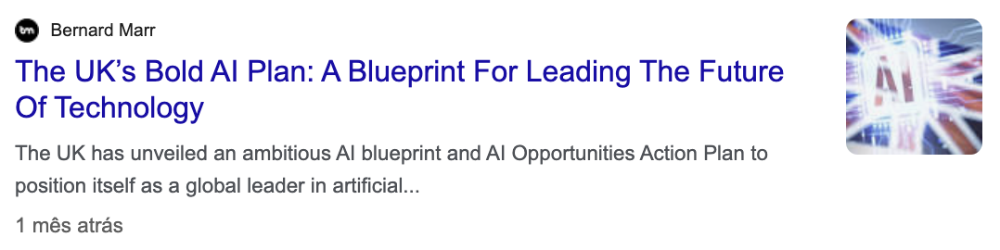 tm
Bernard Marr
The UK’s Bold AI Plan: A Blueprint For Leading The Future
Of Technology
AI
The UK has unveiled an ambitious AI blueprint and AI Opportunities Action Plan to
position itself as a global leader in artificial...
1 mês atrás